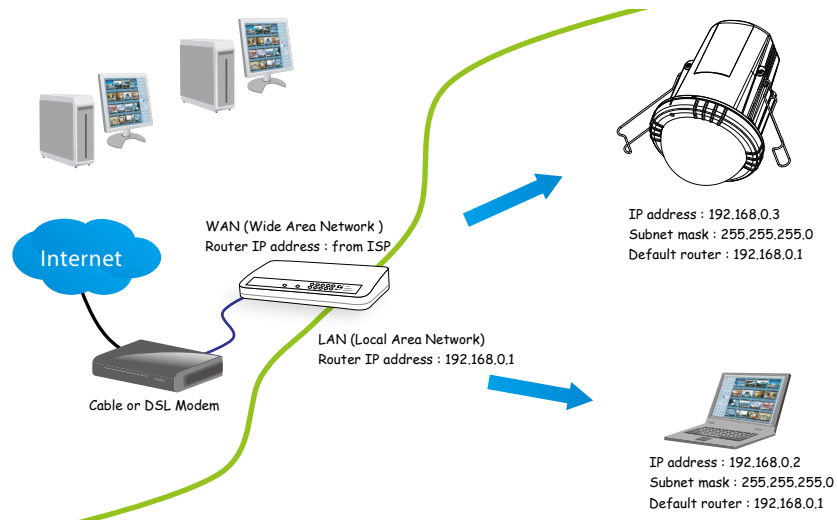 WAN (Wide Area Network )
Router IP address : from ISP
Internet
LAN (Local Area Network)
Router IP address : 192.168.0.1
Cable or DSL Modem
IP address : 192.168.0.3
Subnet mask : 255.255.255.0
Default router : 192.168.0.1
IP address : 192.168.0.2
Subnet mask : 255.255.255.0
Default router : 192.168.0.1